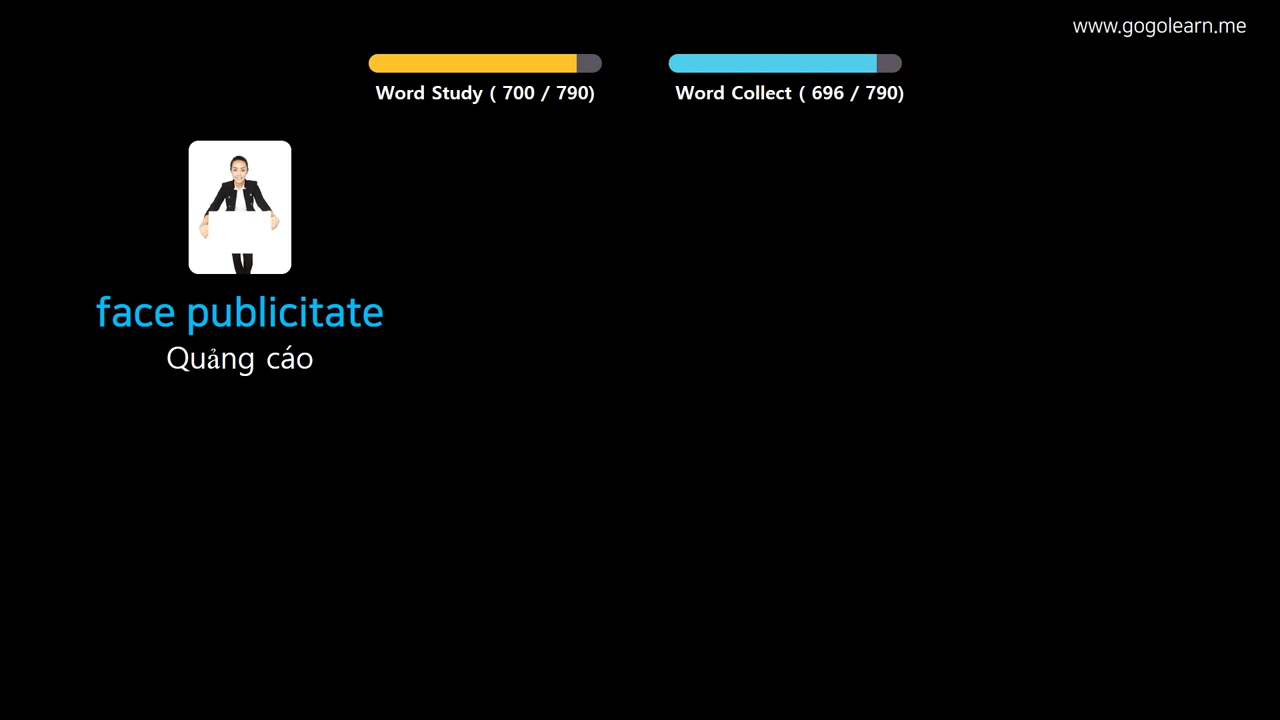 www.gogolearn.me
Word Study ( 700 / 790)
Word Collect ( 696 / 790)
face publicitate
Quảng cáo